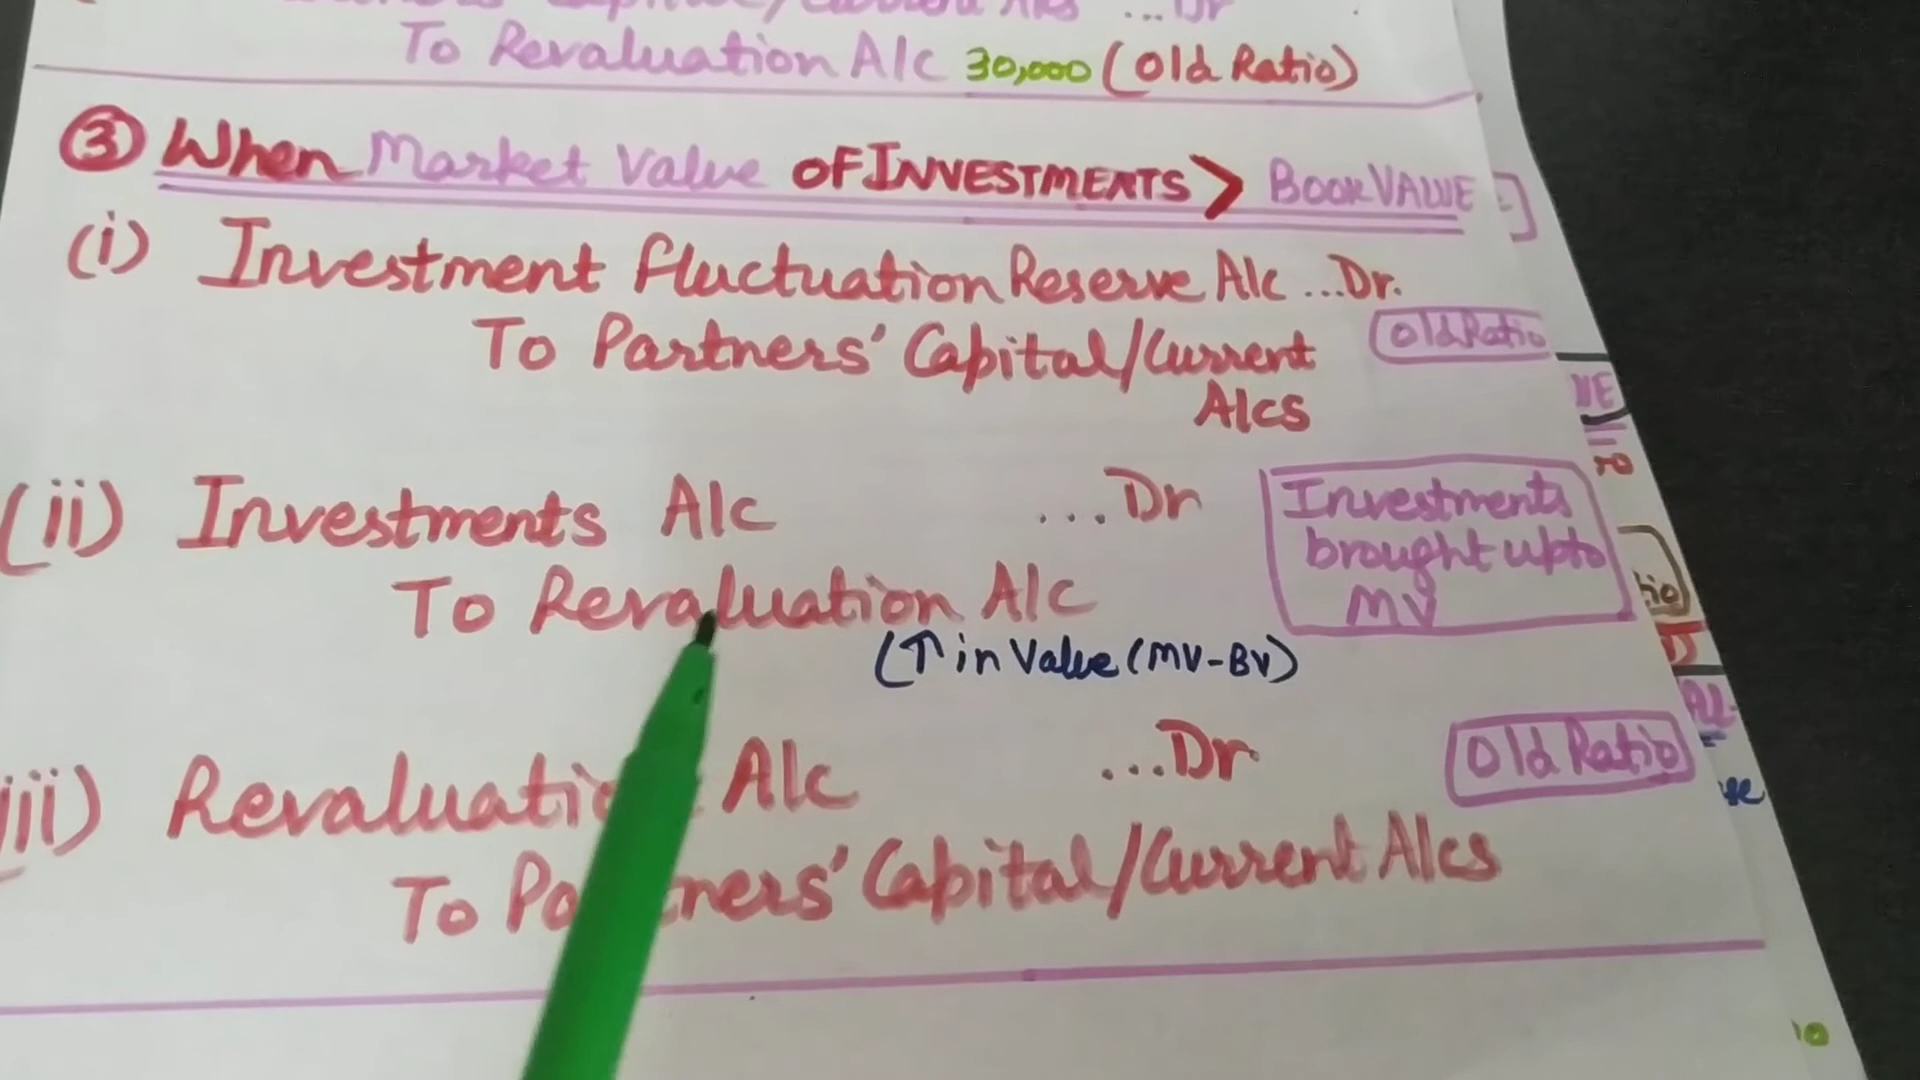 To Revaluation A/c 30,000 (Old Ratio)
③ When Market Value OF INVESTMENTS > BOOK VALUE
(i) Investment Fluctuation Reserve A/c ...Dr.
To Partners' Capital/Current
A/cs
Old Ratio
(ii) Investments A/c ...Dr
To Revaluation A/c
(↑ in Value (MV-BV)
Investments
brought upto
MV
iii) A/c ...Dr
To Capital/Current A/cs
Old Ratio